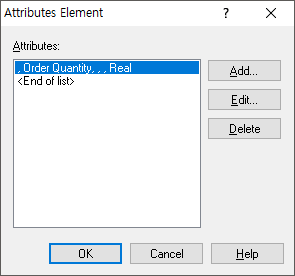 Attributes Element
?
Attributes:
, Order Quantity, , , Real
<End of list>
Add...
Edit...
Delete
OK
Cancel
Help